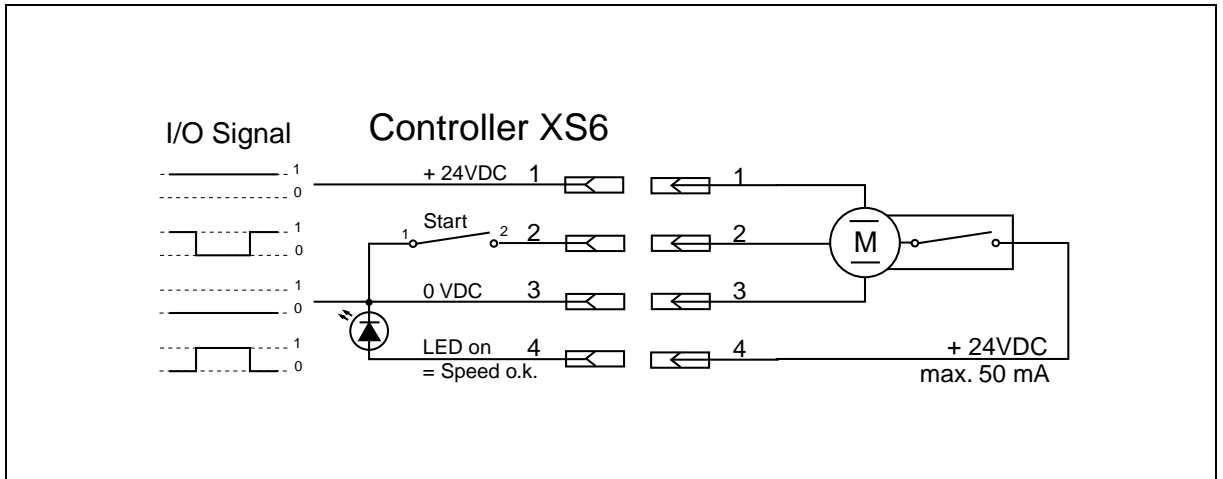 I/O Signal
Controller XS6
1
0
+ 24VDC 1
1
1
0
Start
1 2
2
2
M
1
0
0 VDC 3
3
1
0
LED on 4
= Speed o.k.
4
+ 24VDC
max. 50 mA